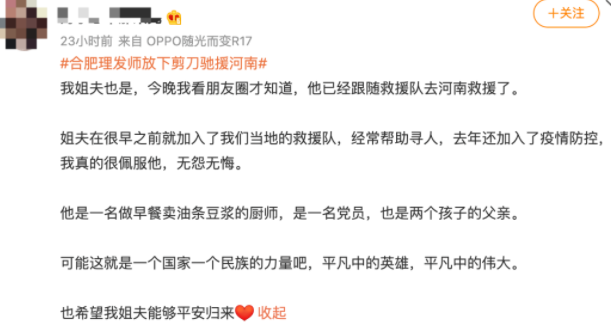 +关注
23小时前 来自 OPPO随光而变R17
#合肥理发师放下剪刀驰援河南#
我姐夫也是，今晚我看朋友圈才知道，他已经跟随救援队去河南救援了。
姐夫在很早之前就加入了我们当地的救援队，经常帮助寻人，去年还加入了疫情防控，
我真的很佩服他，无怨无悔。
他是一名做早餐卖油条豆浆的厨师，是一名党员，也是两个孩子的父亲。
可能这就是一个国家一个民族的力量吧，平凡中的英雄，平凡中的伟大。
也希望我姐夫能够平安归来❤️ 收起